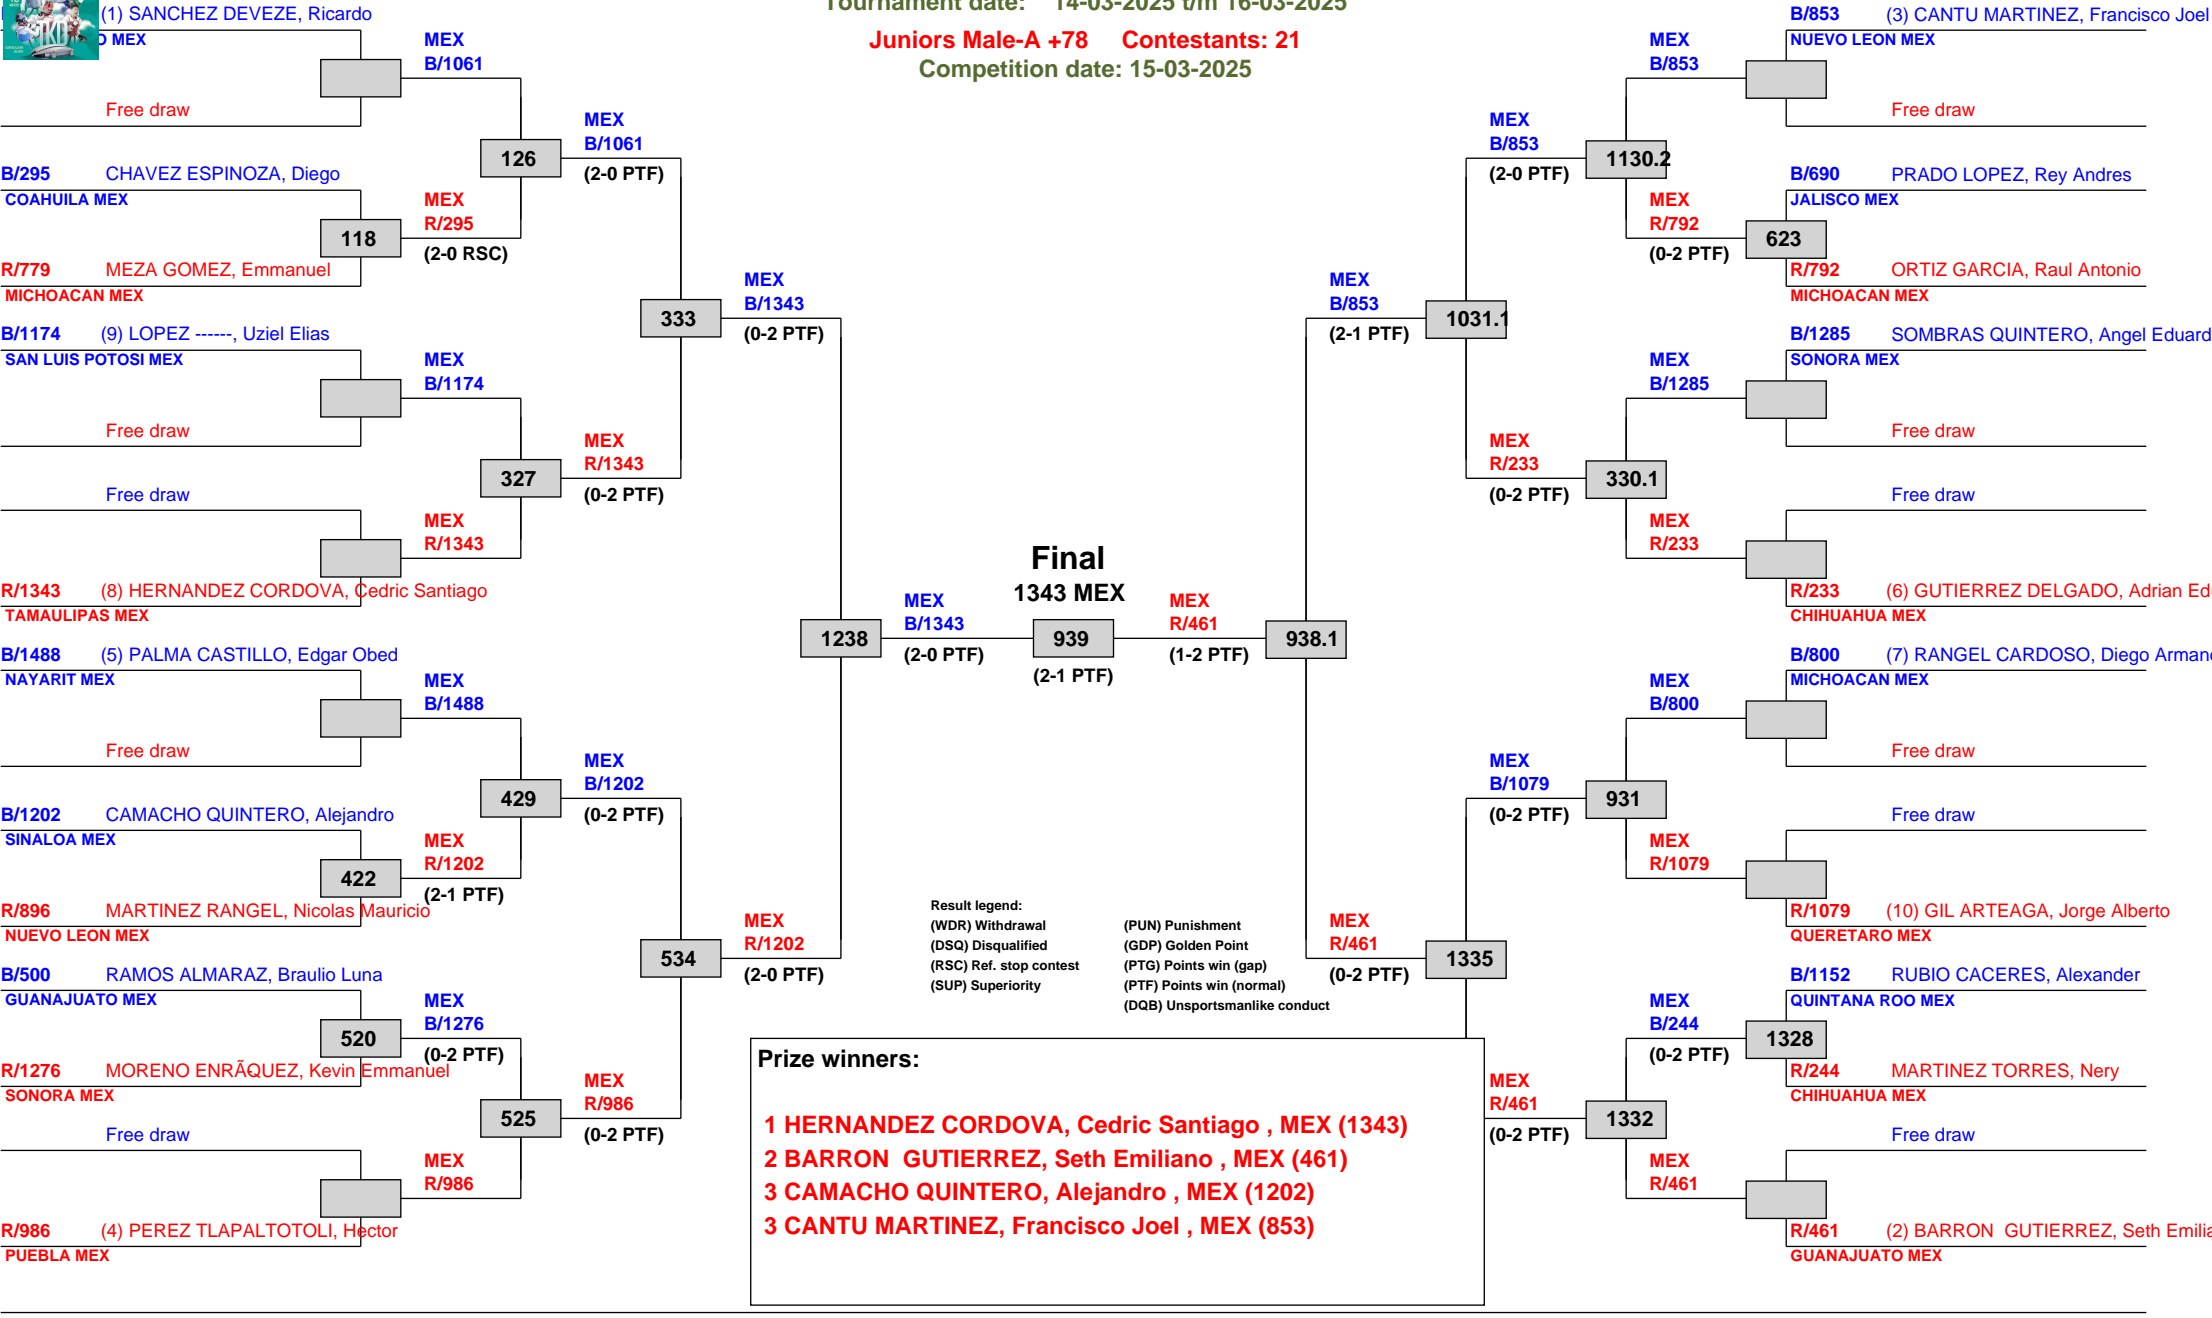 Tournament date: 14-03-2025 t/m 16-03-2025
Juniors Male-A +78 Contestants: 21
Competition date: 15-03-2025
(1) SANCHEZ DEVEZE, Ricardo
O MEX
Free draw
B/295 CHAVEZ ESPINOZA, Diego
COAHUILA MEX
R/779 MEZA GOMEZ, Emmanuel
MICHOACAN MEX
B/1174 (9) LOPEZ ------, Uziel Elias
SAN LUIS POTOSI MEX
Free draw
Free draw
R/1343 (8) HERNANDEZ CORDOVA, Cedric Santiago
TAMAULIPAS MEX
B/1488 (5) PALMA CASTILLO, Edgar Obed
NAYARIT MEX
Free draw
B/1202 CAMACHO QUINTERO, Alejandro
SINALOA MEX
R/896 MARTINEZ RANGEL, Nicolas Mauricio
NUEVO LEON MEX
B/500 RAMOS ALMARAZ, Braulio Luna
GUANAJUATO MEX
R/1276 MORENO ENRÃQUEZ, Kevin Emmanuel
SONORA MEX
Free draw
R/986 (4) PEREZ TLAPALTOTOLI, Hector
PUEBLA MEX
118
422
520
MEX
B/1061
MEX
R/295
(2-0 RSC)
MEX
B/1174
MEX
R/1343
MEX
B/1488
MEX
R/1202
(2-1 PTF)
MEX
B/1276
(0-2 PTF)
MEX
R/986
126
327
429
525
MEX
B/1061
(2-0 PTF)
MEX
R/1343
(0-2 PTF)
MEX
B/1202
(0-2 PTF)
MEX
R/986
(0-2 PTF)
333
534
MEX
B/1343
(0-2 PTF)
MEX
R/1202
(2-0 PTF)
1238
MEX
B/1343
(2-0 PTF)
Final
1343 MEX
939
(2-1 PTF)
MEX
R/461
(1-2 PTF)
938.1
MEX
B/853
(2-1 PTF)
MEX
R/461
(0-2 PTF)
1031.1
1335
MEX
B/853
(2-0 PTF)
MEX
R/233
(0-2 PTF)
MEX
B/1079
(0-2 PTF)
MEX
R/461
(0-2 PTF)
1130.2
330.1
931
1332
MEX
B/853
MEX
R/792
(0-2 PTF)
MEX
B/1285
MEX
R/233
MEX
B/800
MEX
R/1079
MEX
B/244
(0-2 PTF)
MEX
R/461
623
1328
B/853 (3) CANTU MARTINEZ, Francisco Joel
NUEVO LEON MEX
Free draw
B/690 PRADO LOPEZ, Rey Andres
JALISCO MEX
R/792 ORTIZ GARCIA, Raul Antonio
MICHOACAN MEX
B/1285 SOMBRAS QUINTERO, Angel Eduard
SONORA MEX
Free draw
Free draw
R/233 (6) GUTIERREZ DELGADO, Adrian Ed
CHIHUAHUA MEX
B/800 (7) RANGEL CARDOSO, Diego Arman
MICHOACAN MEX
Free draw
Free draw
R/1079 (10) GIL ARTEAGA, Jorge Alberto
QUERETARO MEX
B/1152 RUBIO CACERES, Alexander
QUINTANA ROO MEX
R/244 MARTINEZ TORRES, Nery
CHIHUAHUA MEX
Free draw
R/461 (2) BARRON GUTIERREZ, Seth Emilia
GUANAJUATO MEX
Result legend:
(WDR) Withdrawal (PUN) Punishment
(DSQ) Disqualified (GDP) Golden Point
(RSC) Ref. stop contest (PTG) Points win (gap)
(SUP) Superiority (PTF) Points win (normal)
(DQB) Unsportsmanlike conduct
Prize winners:
1 HERNANDEZ CORDOVA, Cedric Santiago , MEX (1343)
2 BARRON GUTIERREZ, Seth Emiliano , MEX (461)
3 CAMACHO QUINTERO, Alejandro , MEX (1202)
3 CANTU MARTINEZ, Francisco Joel , MEX (853)